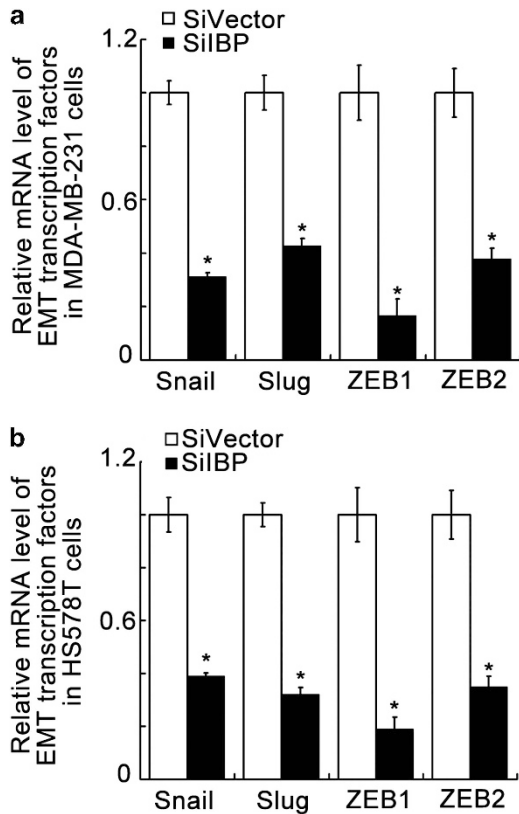 a
SiVector
SiIBP
Relative mRNA level of
EMT transcription factors
in MDA-MB-231 cells
1.2
0.6
0
*
*
*
*
Snail Slug ZEB1 ZEB2
b
SiVector
SiIBP
Relative mRNA level of
EMT transcription factors
in HS578T cells
1.2
0.6
0
*
*
*
*
Snail Slug ZEB1 ZEB2